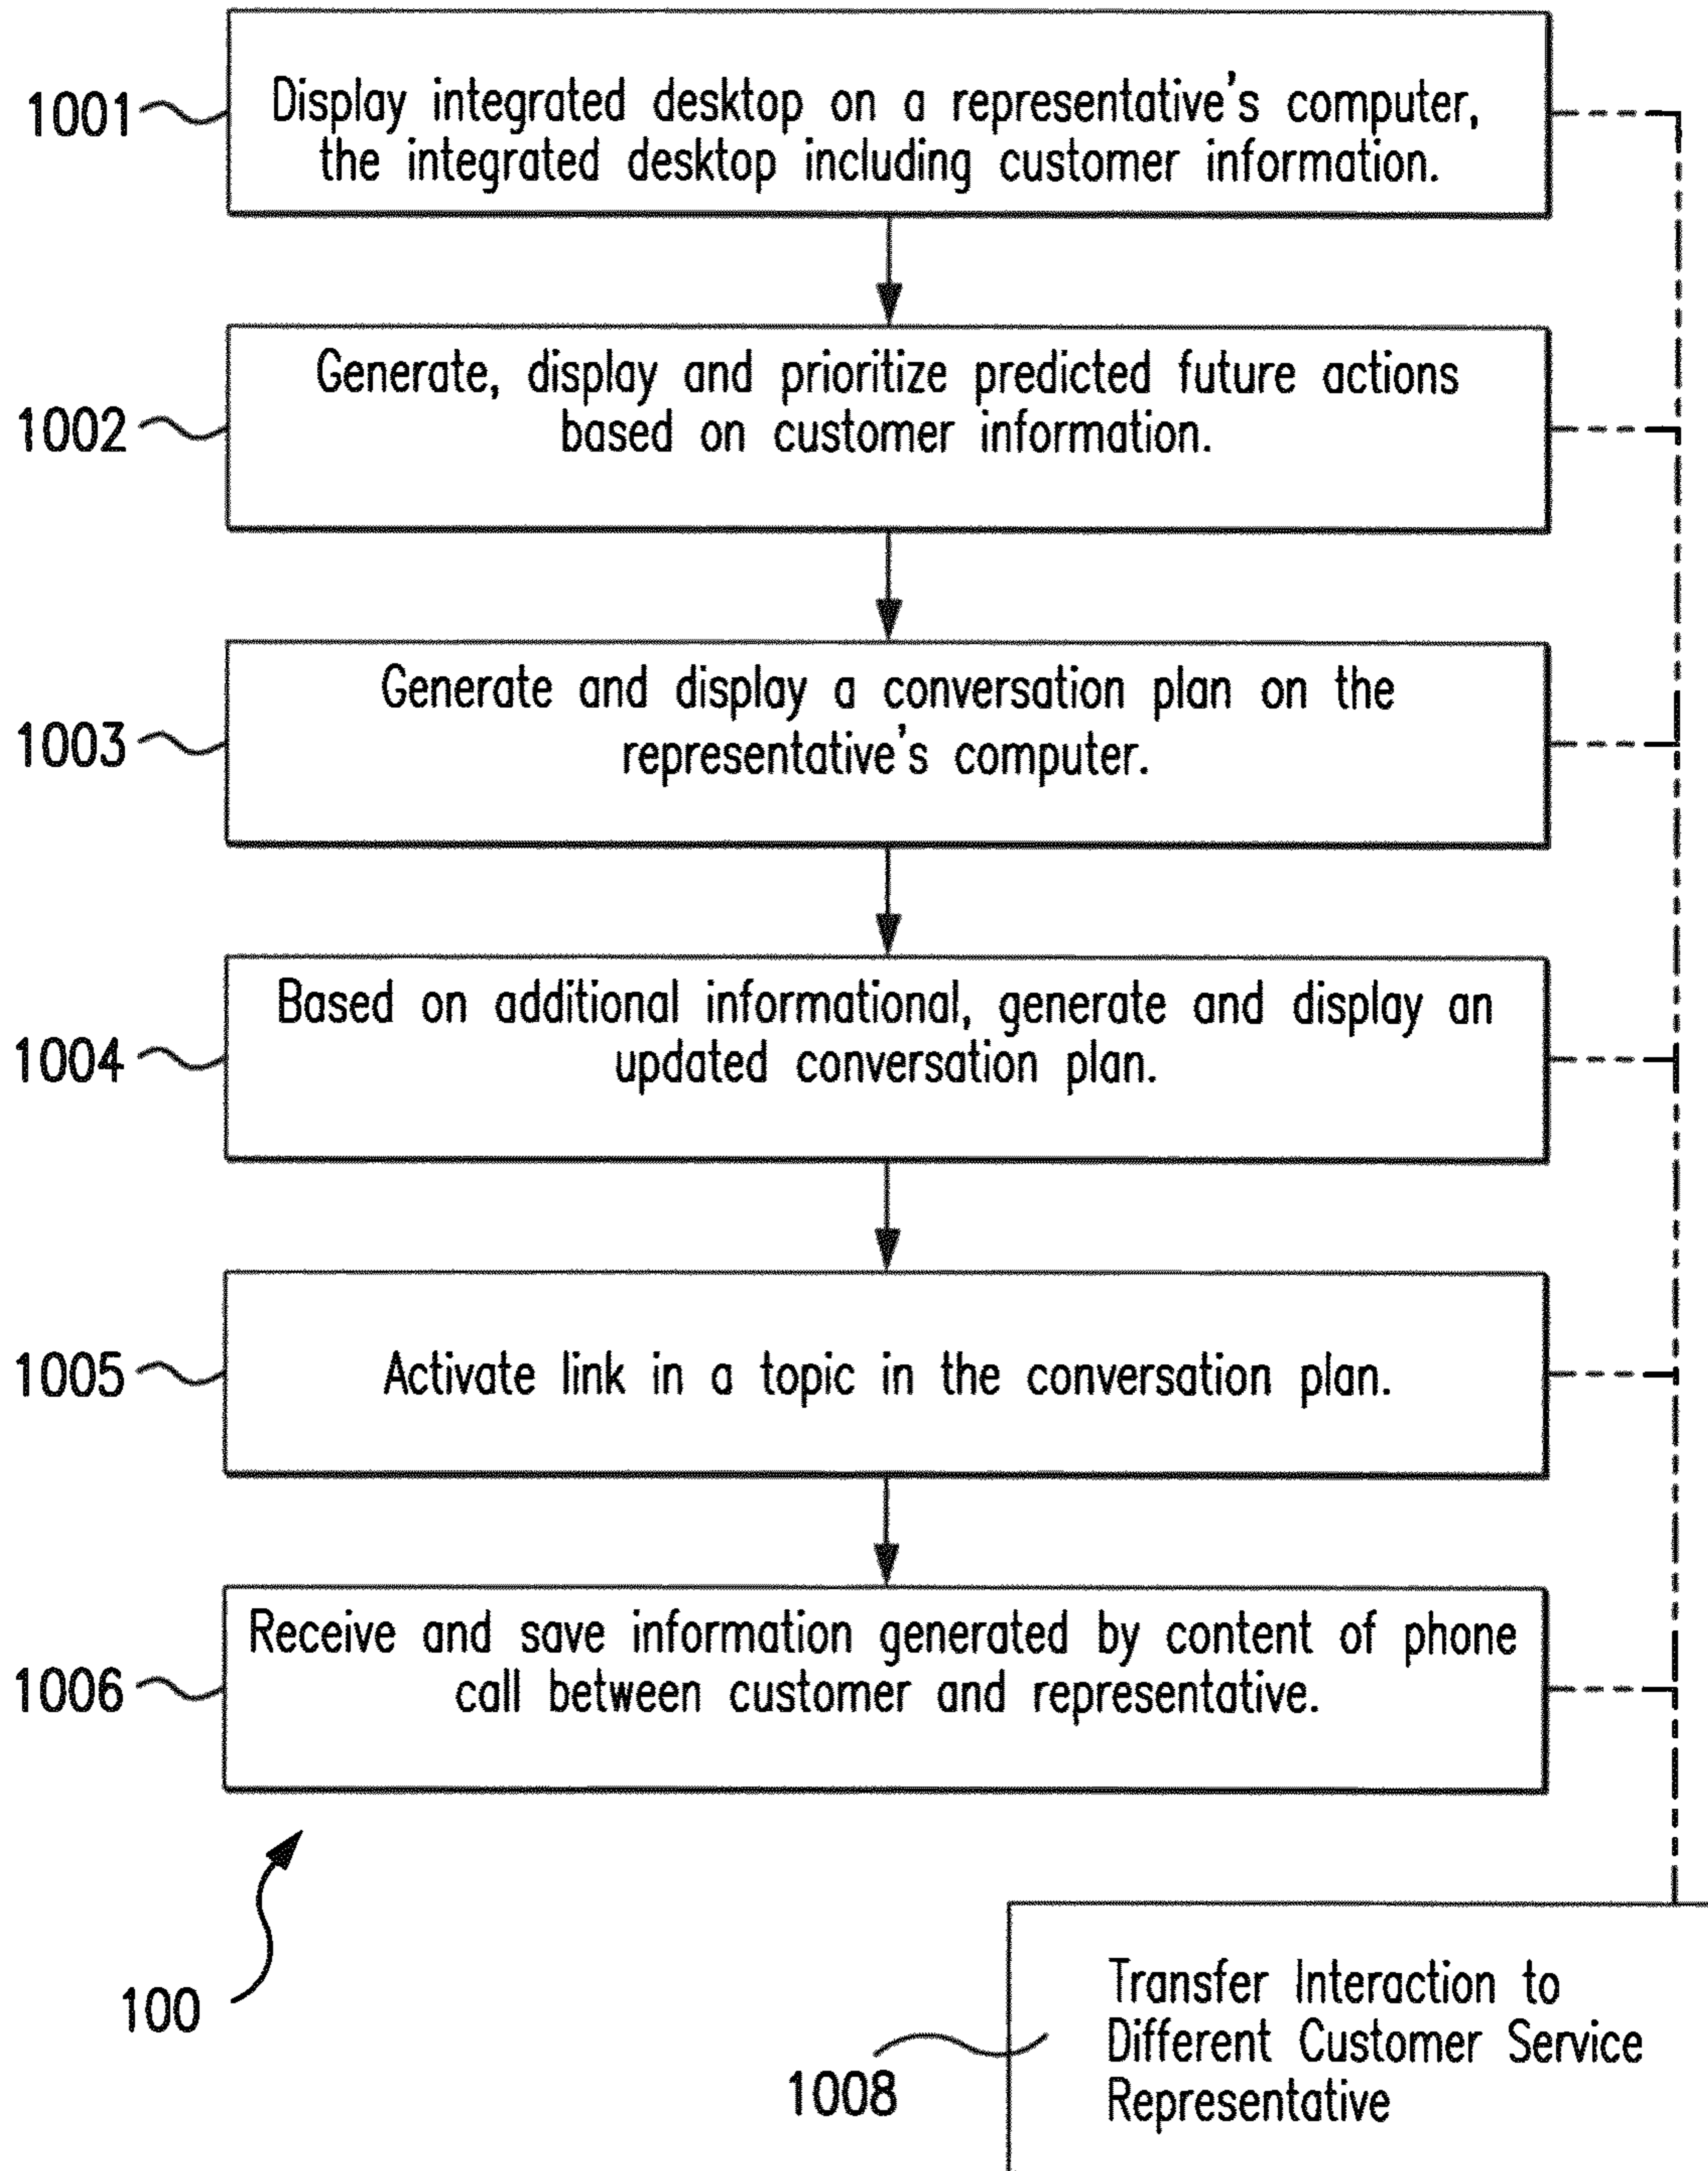 1001
Display integrated desktop on a representative's computer,
the integrated desktop including customer information.
1002
Generate, display and prioritize predicted future actions
based on customer information.
1003
Generate and display a conversation plan on the
representative's computer.
1004
Based on additional informational, generate and display an
updated conversation plan.
1005
Activate link in a topic in the conversation plan.
1006
Receive and save information generated by content of phone
call between customer and representative.
100
1008
Transfer Interaction to
Different Customer Service
Representative